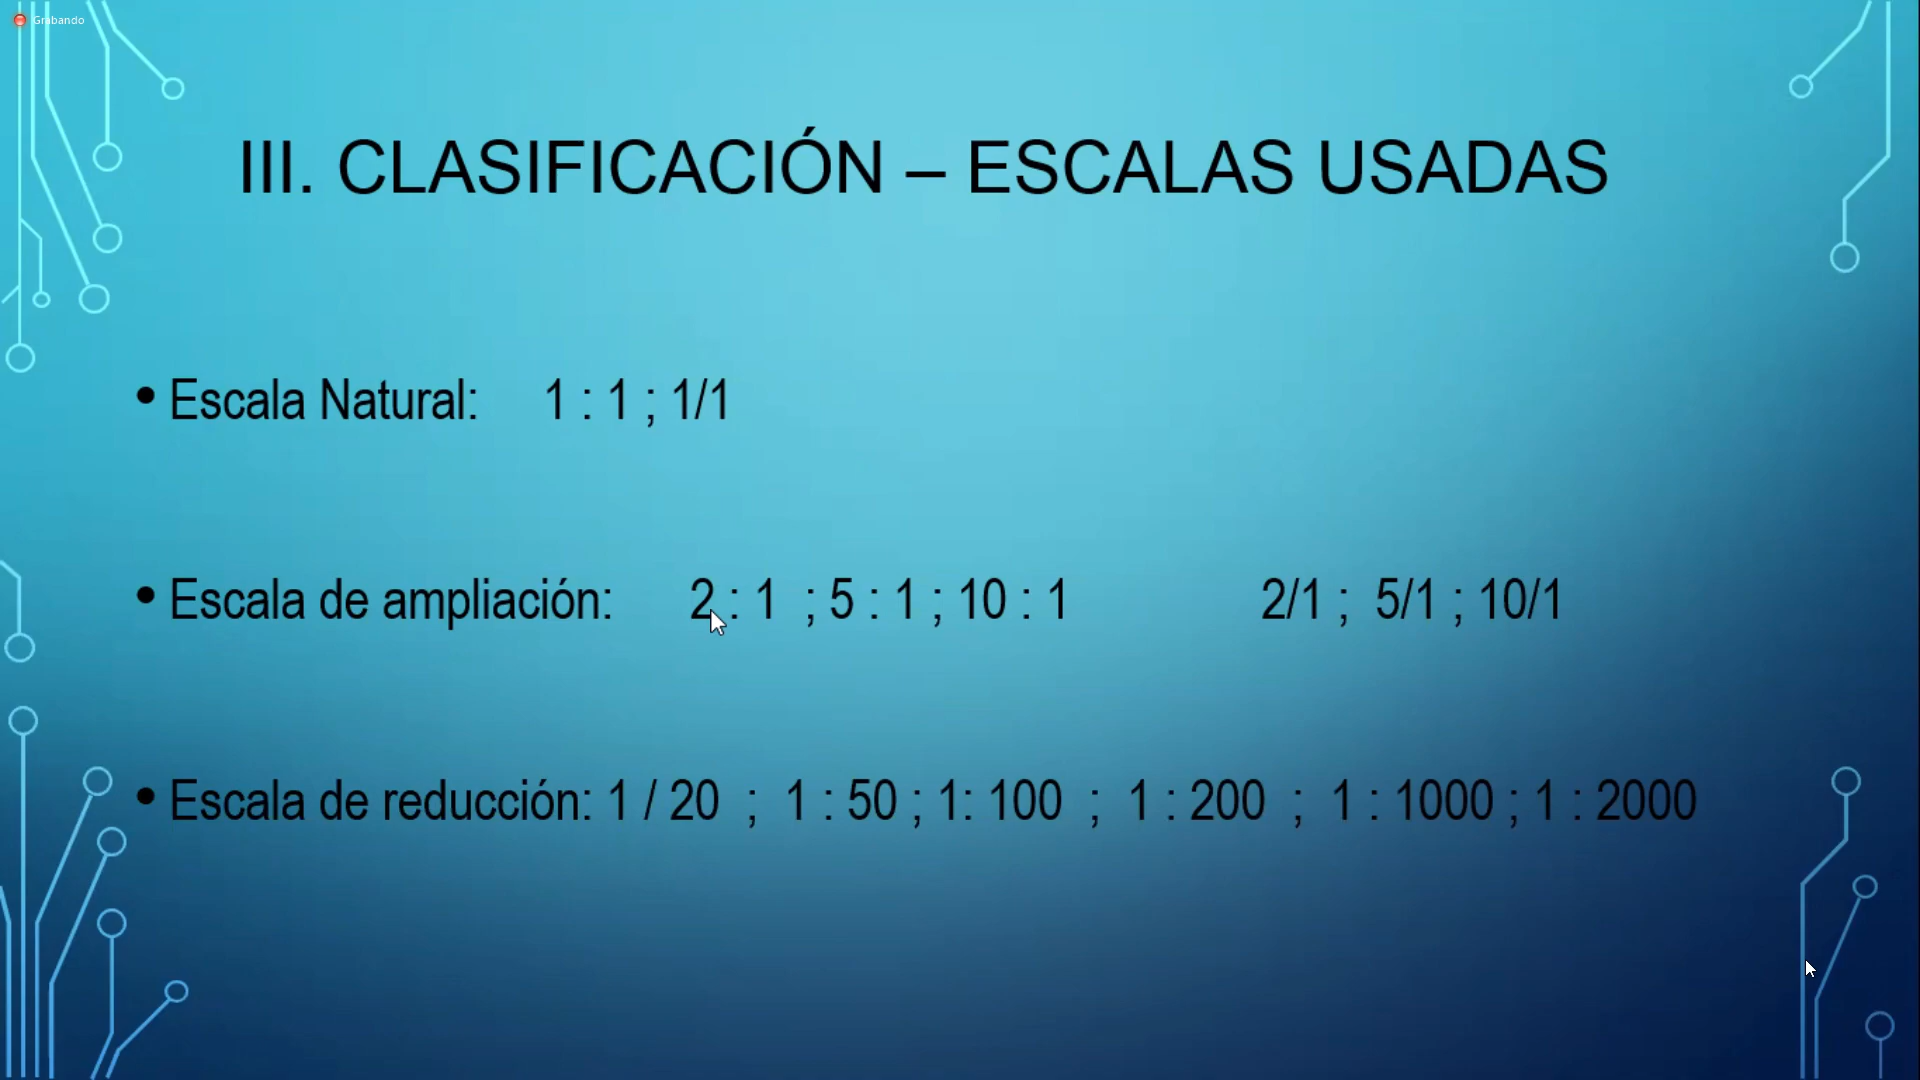 Grabando
III. CLASIFICACIÓN – ESCALAS USADAS
• Escala Natural: 1 : 1 ; 1/1
• Escala de ampliación: 2 : 1 ; 5 : 1 ; 10 : 1 2/1 ; 5/1 ; 10/1
• Escala de reducción: 1 / 20 ; 1 : 50 ; 1: 100 ; 1 : 200 ; 1 : 1000 ; 1 : 2000